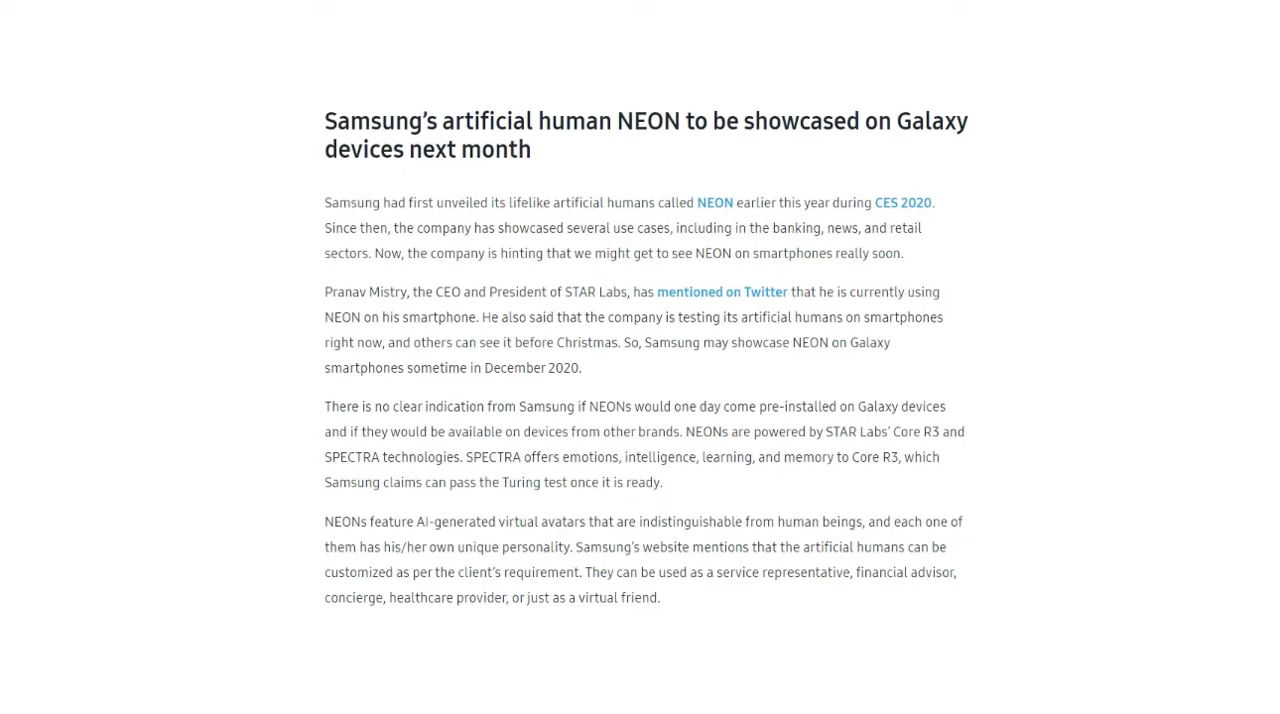 Samsung's artificial human NEON to be showcased on Galaxy
devices next month
Samsung had first unveiled its lifelike artificial humans called NEON earlier this year during CES 2020.
Since then, the company has showcased several use cases, including in the banking, news, and retail
sectors. Now, the company is hinting that we might get to see NEON on smartphones really soon.
Pranav Mistry, the CEO and President of STAR Labs, has mentioned on Twitter that he is currently using
NEON on his smartphone. He also said that the company is testing its artificial humans on smartphones
right now, and others can see it before Christmas. So, Samsung may showcase NEON on Galaxy
smartphones sometime in December 2020.
There is no clear indication from Samsung if NEONs would one day come pre-installed on Galaxy devices
and if they would be available on devices from other brands. NEONs are powered by STAR Labs' Core R3 and
SPECTRA technologies. SPECTRA offers emotions, intelligence, learning, and memory to Core R3, which
Samsung claims can pass the Turing test once it is ready.
NEONs feature AI-generated virtual avatars that are indistinguishable from human beings, and each one of
them has his/her own unique personality. Samsung's website mentions that the artificial humans can be
customized as per the client's requirement. They can be used as a service representative, financial advisor,
concierge, healthcare provider, or just as a virtual friend.